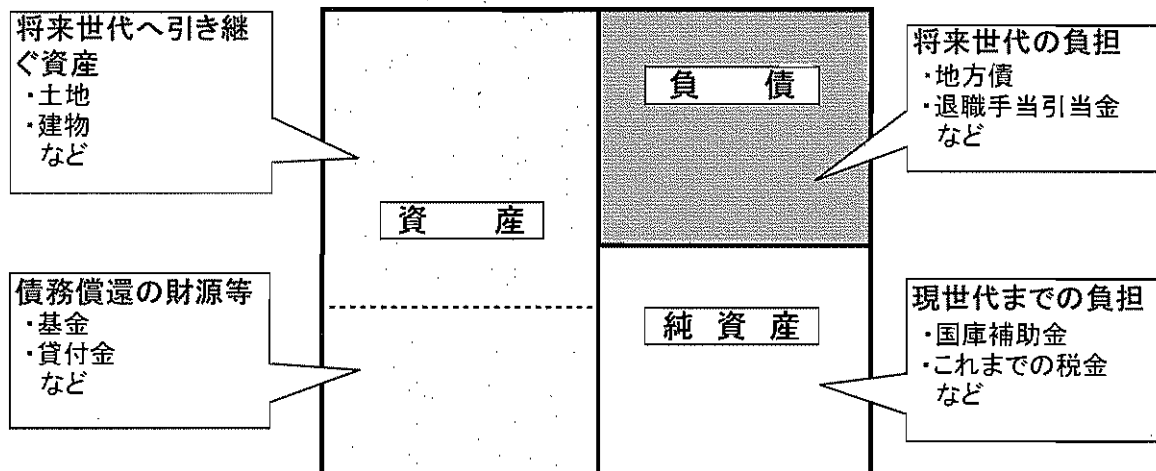 将来世代へ引き継
ぐ資産
・土地
・建物
など
債務償還の財源等
・基金
・貸付金
など
資　産
負　債
純 資 産
将来世代の負担
・地方債
・退職手当引当金
など
現世代までの負担
・国庫補助金
・これまでの税金
など